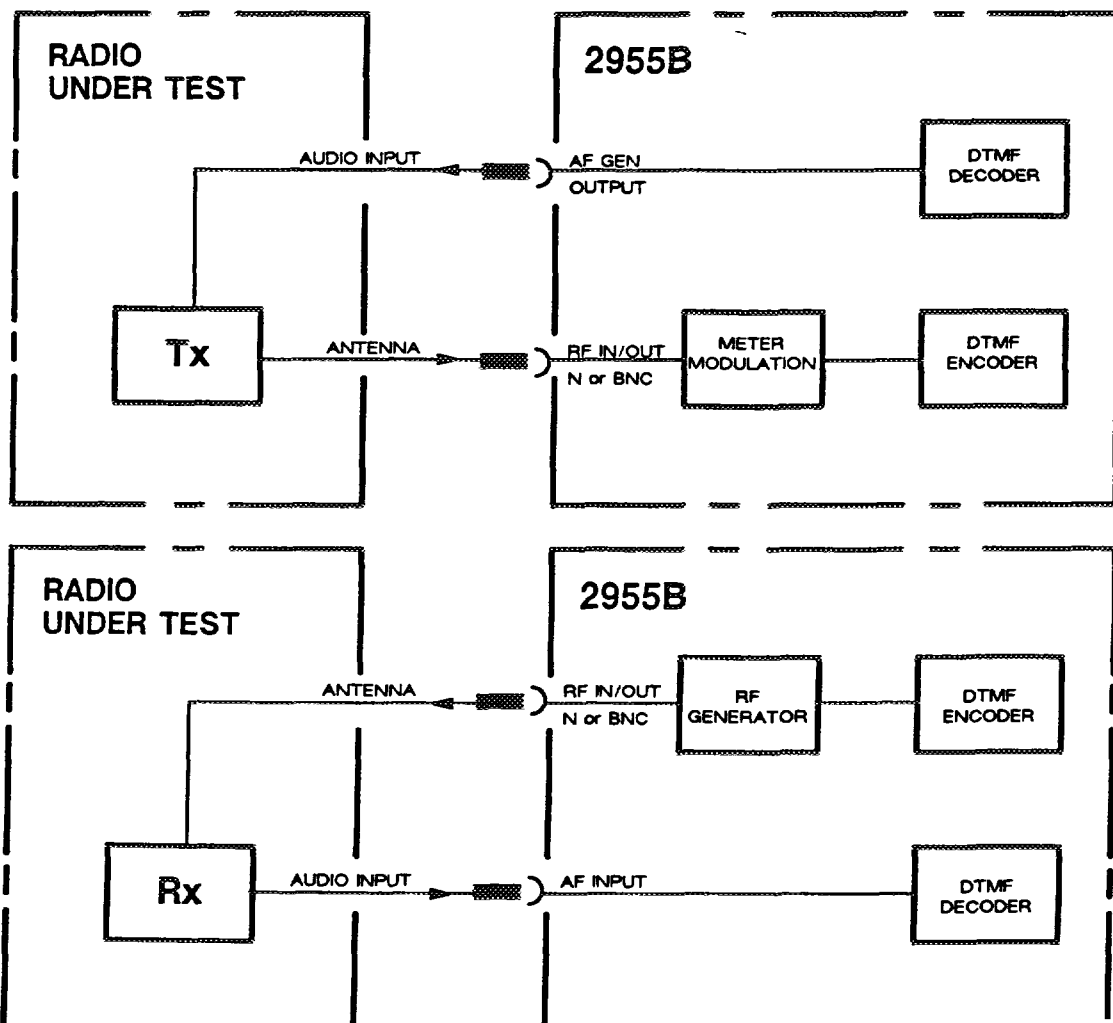 RADIO
UNDER TEST
2955B
AUDIO INPUT
AF GEN
OUTPUT
DTMF
DECODER
Tx
ANTENNA
RF IN/OUT
N or BNC
METER
MODULATION
DTMF
ENCODER
RADIO
UNDER TEST
2955B
ANTENNA
RF IN/OUT
N or BNC
RF
GENERATOR
DTMF
ENCODER
Rx
AUDIO INPUT
AF INPUT
DTMF
DECODER